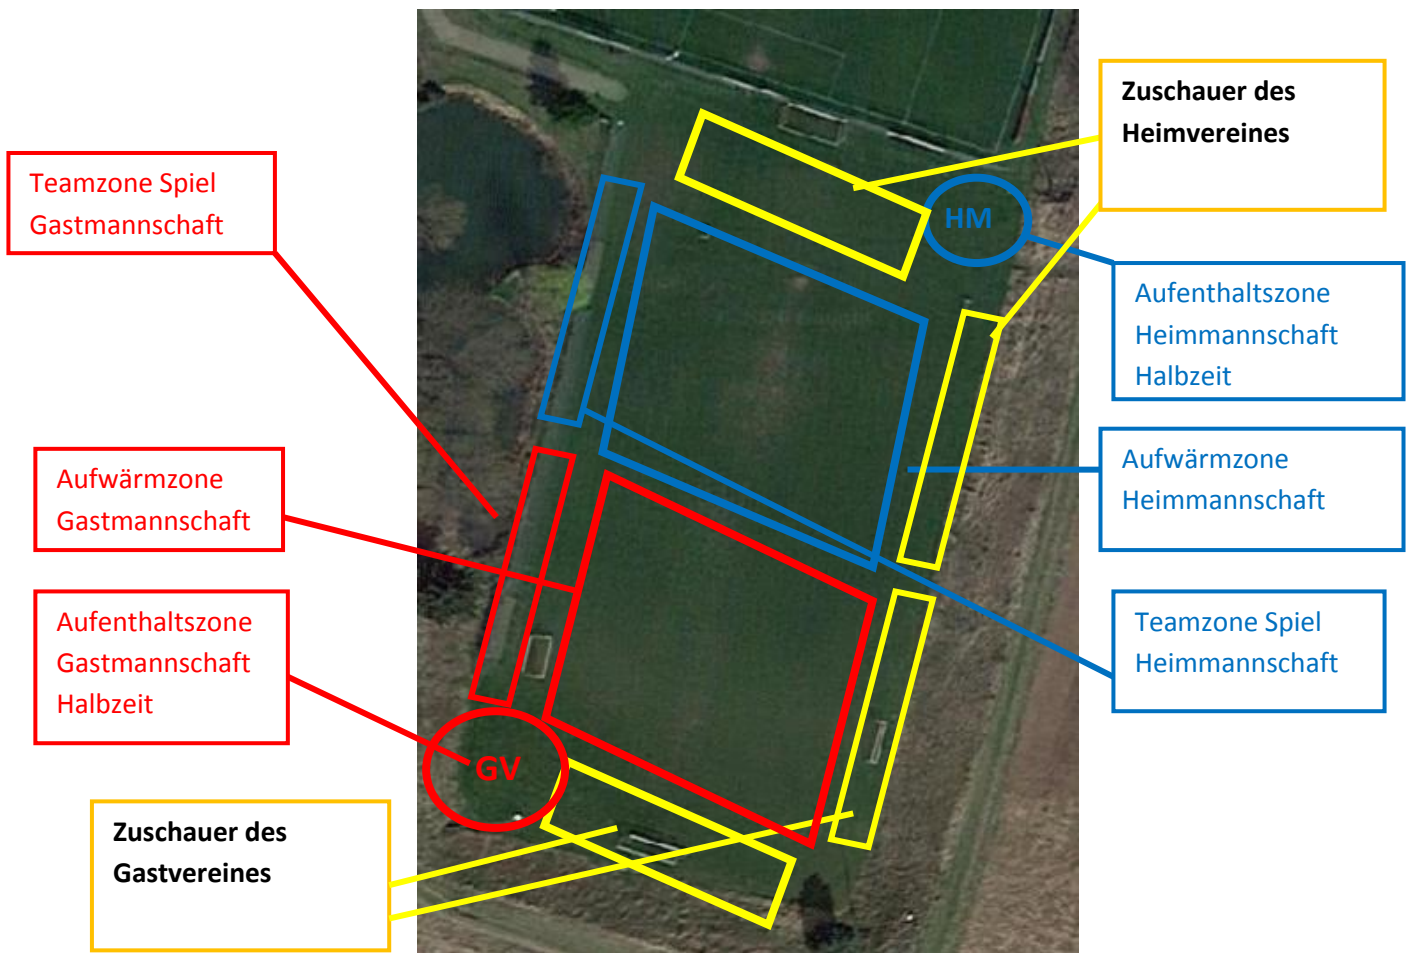 Zuschauer des
Heimvereines
Teamzone Spiel
Gastmannschaft
HM
Aufenthaltszone
Heimmannschaft
Halbzeit
Aufwärmzone
Gastmannschaft
Aufwärmzone
Heimmannschaft
Aufenthaltszone
Gastmannschaft
Halbzeit
Teamzone Spiel
Heimmannschaft
GV
Zuschauer des
Gastvereines